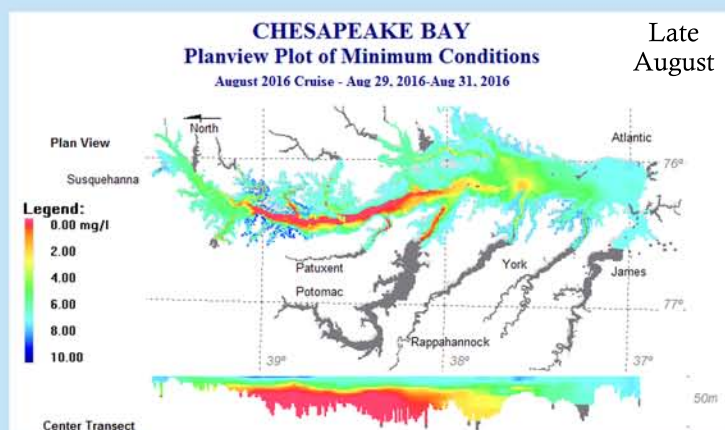 CHESAPEAKE BAY
Planview Plot of Minimum Conditions
August 2016 Cruise - Aug 29, 2016-Aug 31, 2016
Late
August
North
Plan View
Atlantic
76°
Susquehanna
Legend:
0.00 mg/l
2.00
4.00
6.00
8.00
10.00
Patuxent
York
James
Potomac
77°
Rappahannock
39°
38°
37°
50m
Center Transect